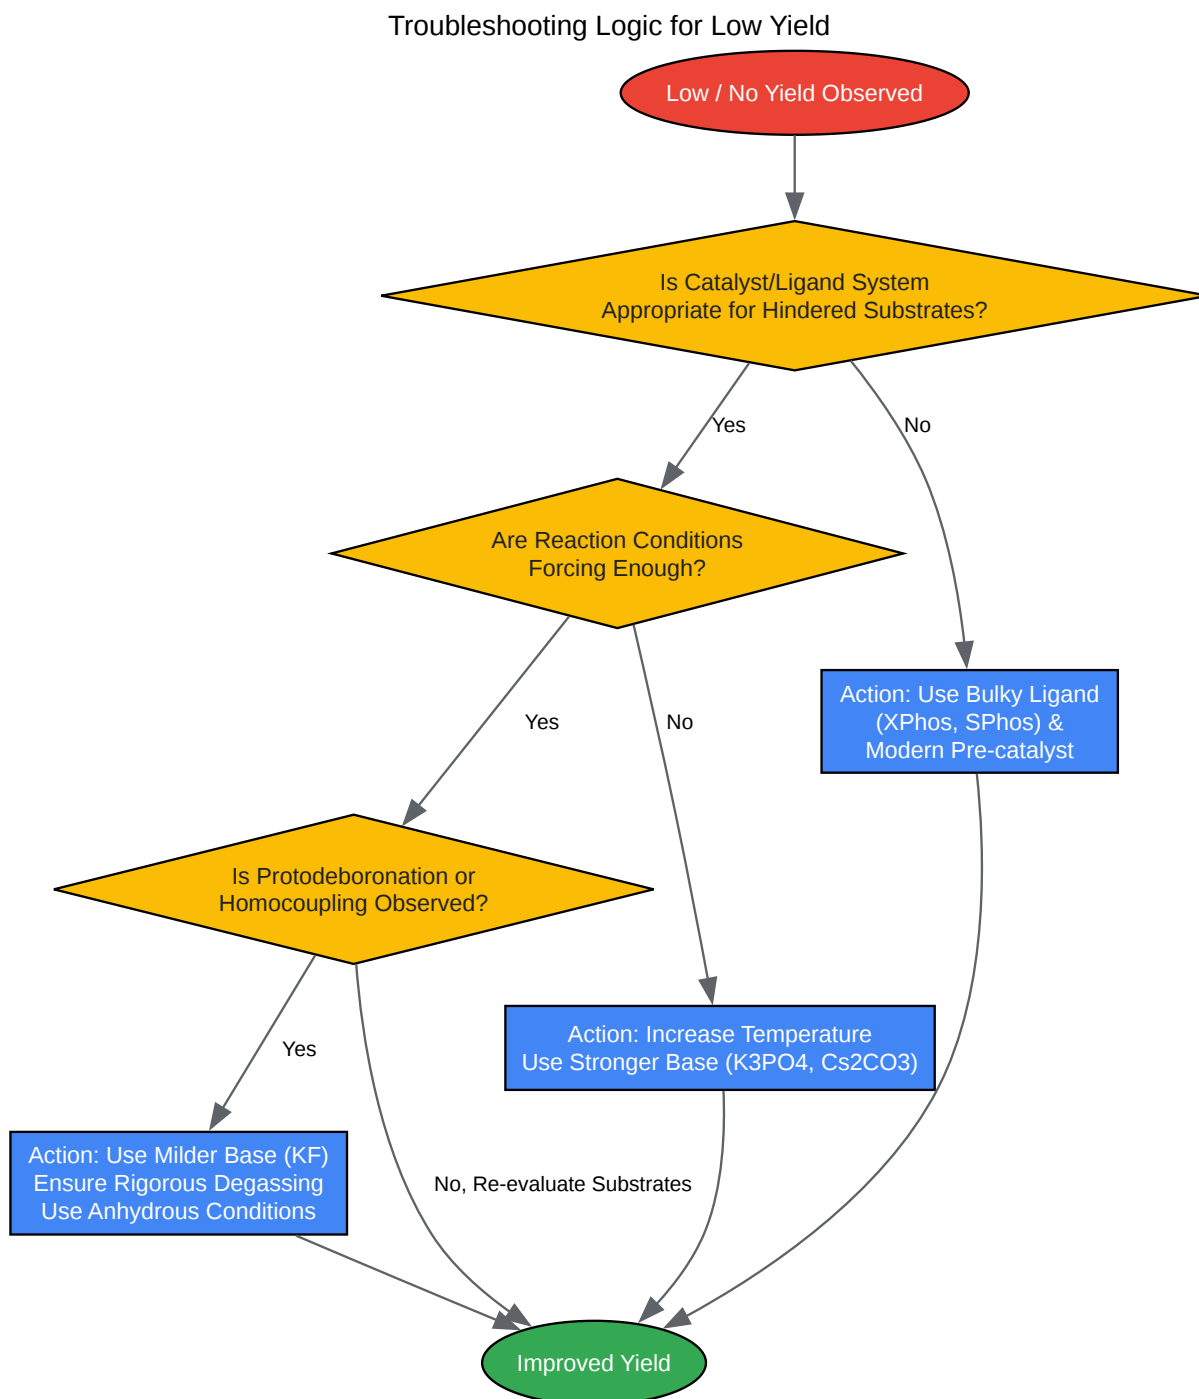 Troubleshooting Logic for Low Yield
Low / No Yield Observed
Is Catalyst/Ligand System
Appropriate for Hindered Substrates?
Yes
No
Are Reaction Conditions
Forcing Enough?
Yes
No
Action: Use Bulky Ligand
(XPhos, SPhos) &
Modern Pre-catalyst
Is Protodeboronation or
Homocoupling Observed?
Yes
Action: Increase Temperature
Use Stronger Base (K3PO4, Cs2CO3)
Action: Use Milder Base (KF)
Ensure Rigorous Degassing
Use Anhydrous Conditions
No, Re-evaluate Substrates
Improved Yield